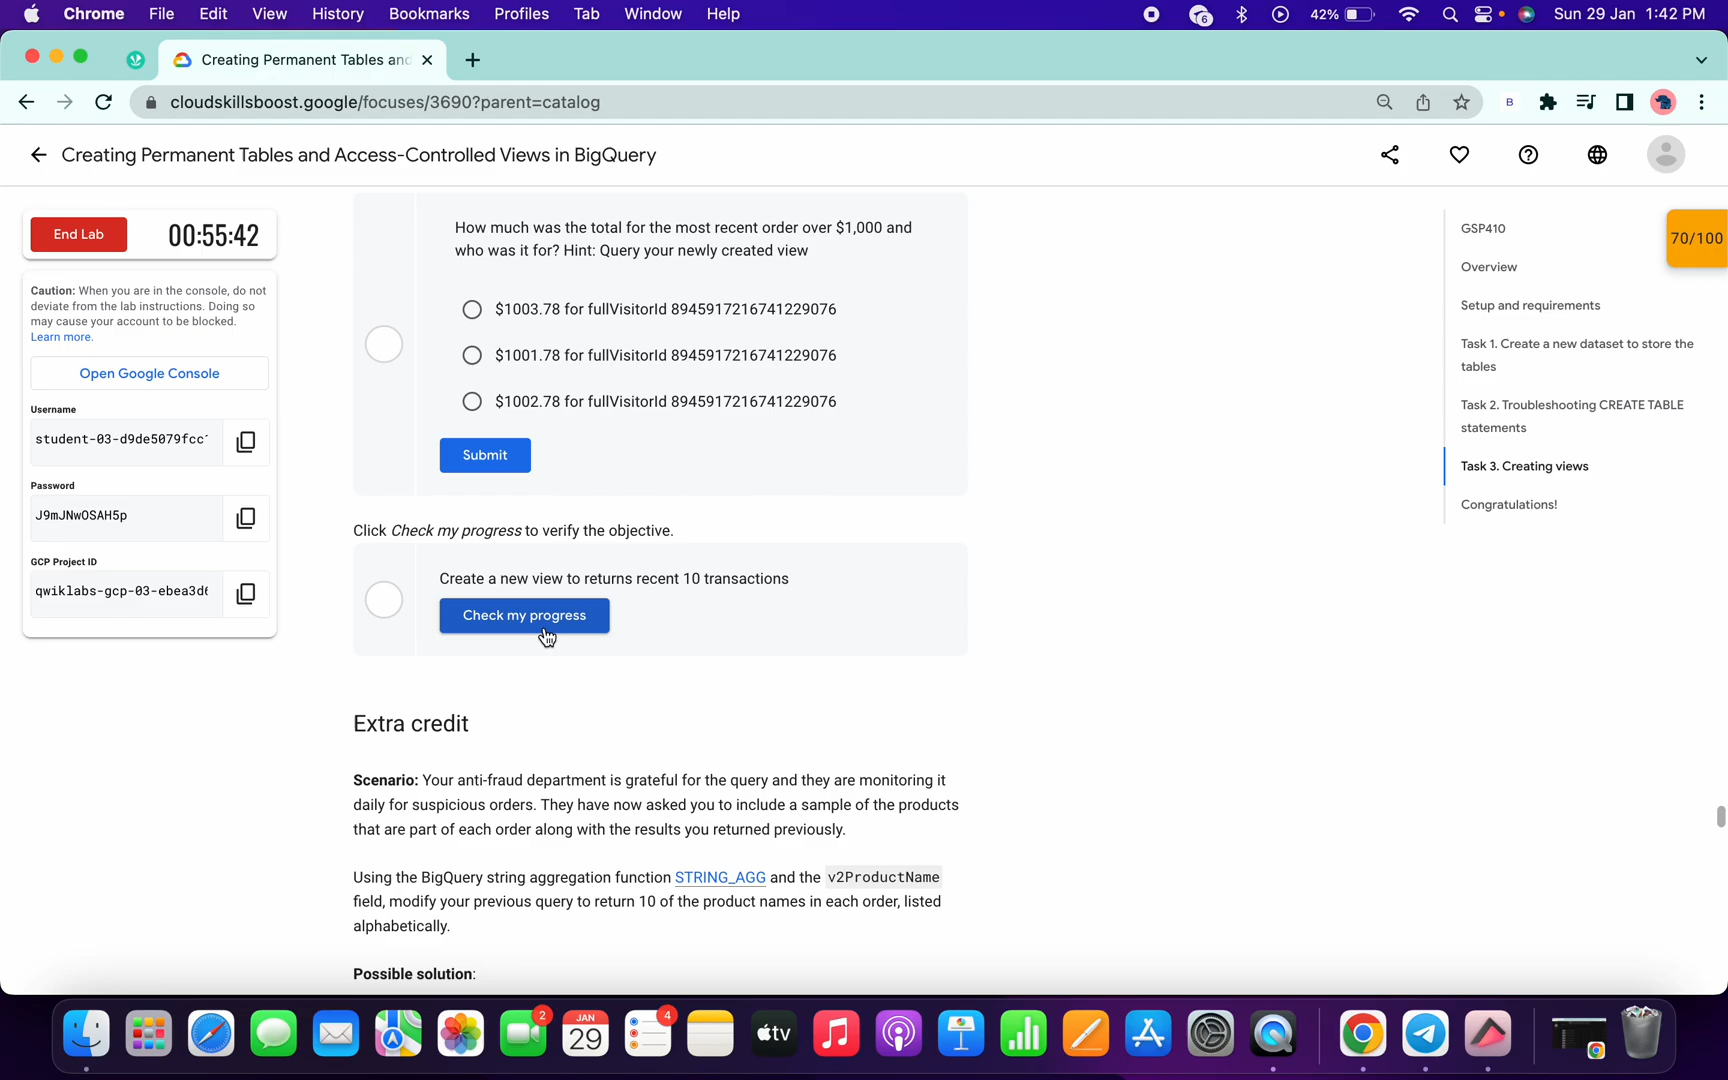 Chrome File Edit View History Bookmarks Profiles Tab Window Help
6
42%
Sun 29 Jan 1:42 PM
Creating Permanent Tables and
cloudskillsboost.google/focuses/3690?parent=catalog
B
Creating Permanent Tables and Access-Controlled Views in BigQuery
End Lab
00:55:42
Caution: When you are in the console, do not
deviate from the lab instructions. Doing so
may cause your account to be blocked.
Learn more.
Open Google Console
Username
student-03-d9de5079fcc
Password
J9mJNwOSAH5p
GCP Project ID
qwiklabs-gcp-03-ebea3d
How much was the total for the most recent order over $1,000 and
who was it for? Hint: Query your newly created view
$1003.78 for fullVisitorId 8945917216741229076
$1001.78 for fullVisitorId 8945917216741229076
$1002.78 for fullVisitorId 8945917216741229076
Submit
Click Check my progress to verify the objective.
Create a new view to returns recent 10 transactions
Check my progress
Extra credit
Scenario: Your anti-fraud department is grateful for the query and they are monitoring it
daily for suspicious orders. They have now asked you to include a sample of the products
that are part of each order along with the results you returned previously.
Using the BigQuery string aggregation function STRING_AGG and the v2ProductName
field, modify your previous query to return 10 of the product names in each order, listed
alphabetically.
Possible solution:
GSP410
Overview
Setup and requirements
Task 1. Create a new dataset to store the
tables
Task 2. Troubleshooting CREATE TABLE
statements
Task 3. Creating views
Congratulations!
70/100
2
JAN
29
4
tv